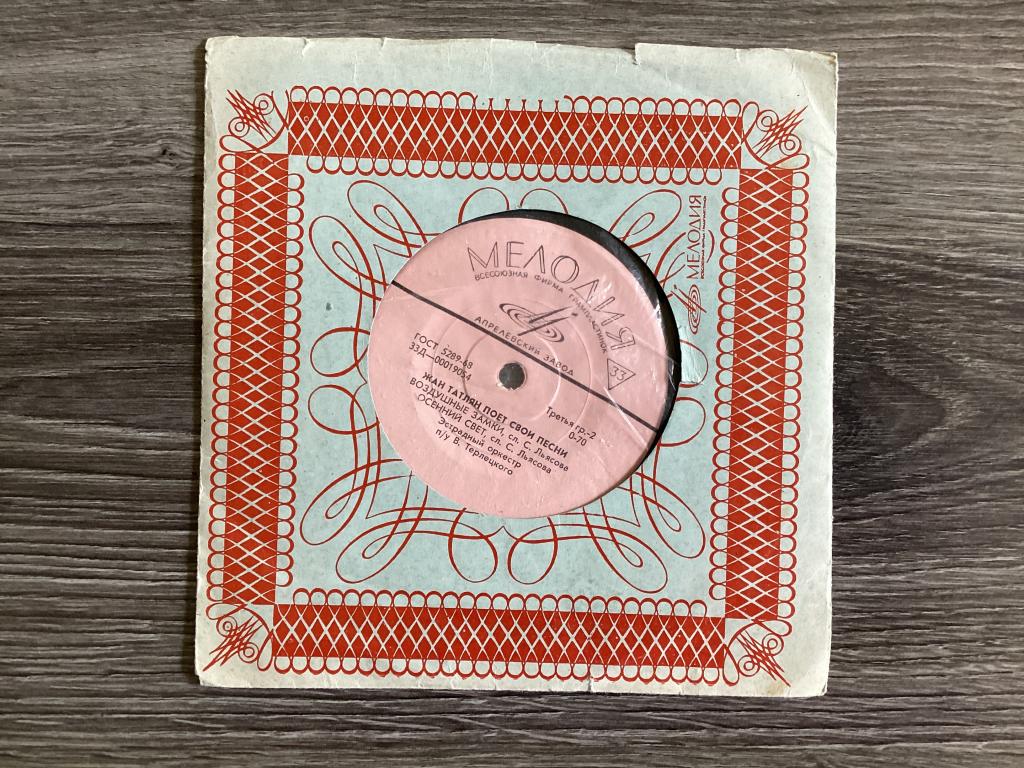 МЕЛОДИЯ
ВСЕСОЮЗНАЯ ФИРМА ГРАМПЛАСТИНОК
АПРЕЛЕВСКИЙ ЗАВОД
33
ГОСТ 5289-68
33Д—00019054
Третья гр.-2
0-70
ЖАН ТАТЛЯН ПОЕТ СВОИ ПЕСНИ
ВОЗДУШНЫЕ ЗАМКИ, сл. С. Льясова
ОСЕННИЙ СВЕТ, сл. С. Льясова
Эстрадный оркестр
п/у В. Терлецкого
МЕЛОДИЯ